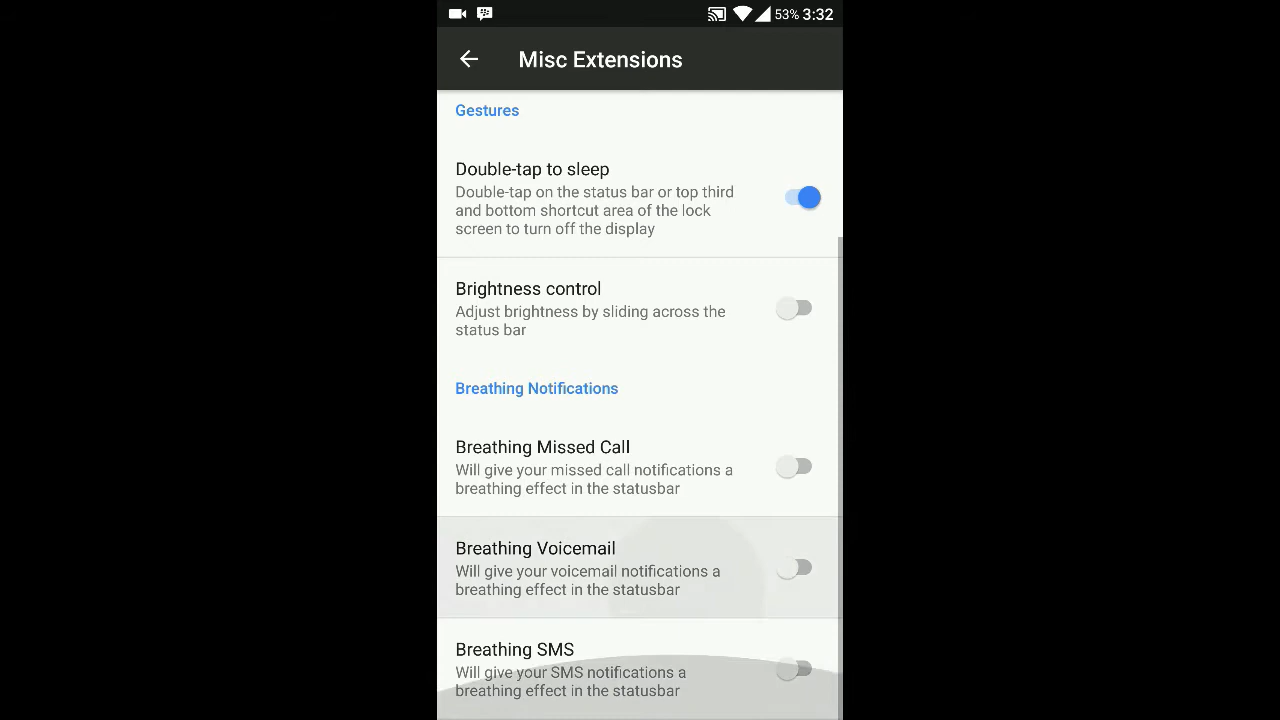 53% 3:32
Misc Extensions
Gestures
Double-tap to sleep
Double-tap on the status bar or top third
and bottom shortcut area of the lock
screen to turn off the display
Brightness control
Adjust brightness by sliding across the
status bar
Breathing Notifications
Breathing Missed Call
Will give your missed call notifications a
breathing effect in the statusbar
Breathing Voicemail
Will give your voicemail notifications a
breathing effect in the statusbar
Breathing SMS
Will give your SMS notifications a
breathing effect in the statusbar